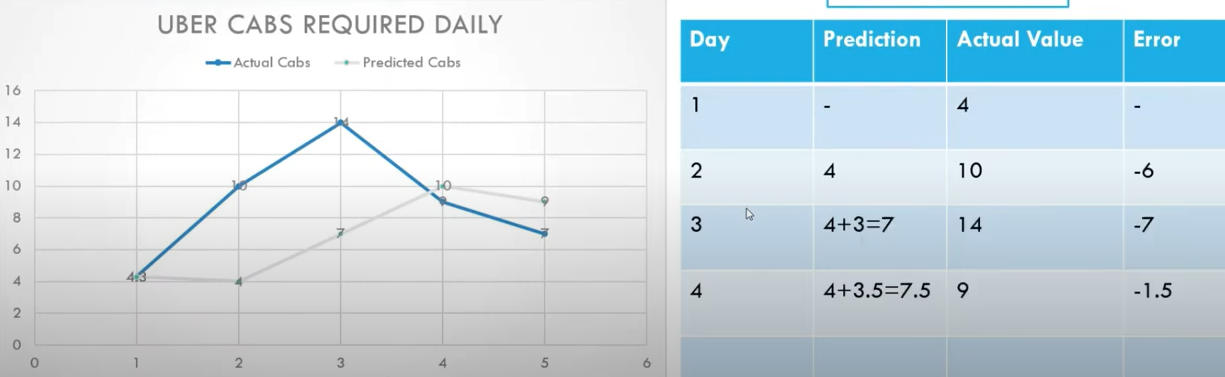 UBER CABS REQUIRED DAILY
Actual Cabs Predicted Cabs
16
14
12
10
8
6
4
2
0
0 1 2 3 4 5 6
4.3
10
14
9
7
4
7
10
9
Day Prediction Actual Value Error
1 - 4 -
2 4 10 -6
3 4+3=7 14 -7
4 4+3.5=7.5 9 -1.5